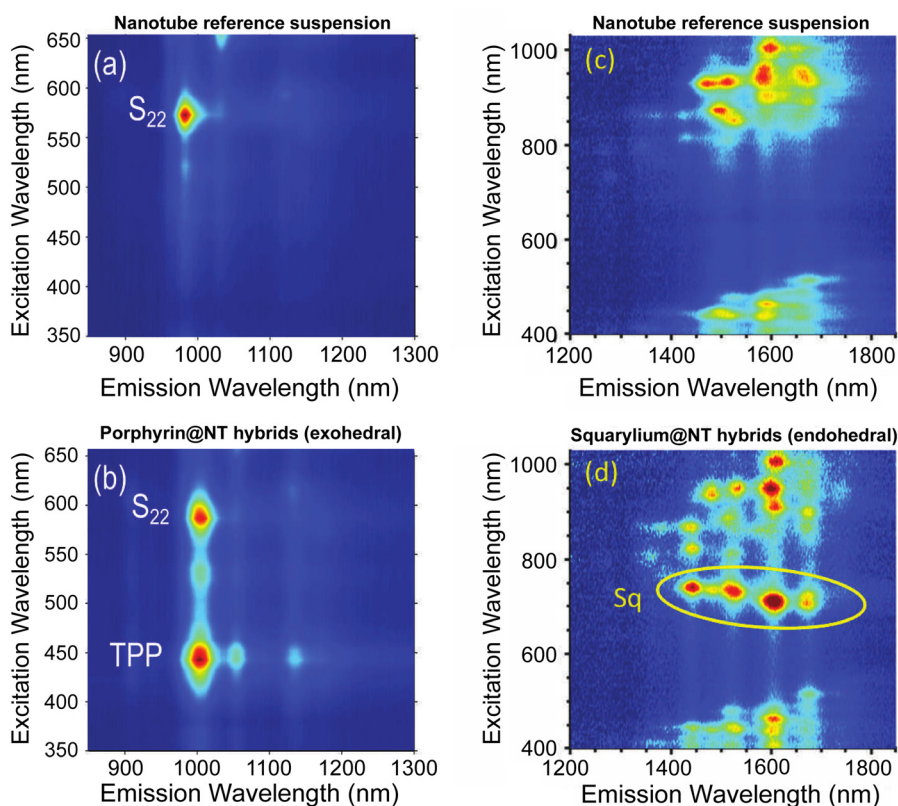 Nanotube reference suspension
(a)
S22
Excitation Wavelength (nm)
650
600
550
500
450
400
350
900
1000
1100
1200
1300
Emission Wavelength (nm)
Nanotube reference suspension
(c)
Excitation Wavelength (nm)
1000
800
600
400
1200
1400
1600
1800
Emission Wavelength (nm)
Porphyrin@NT hybrids (exohedral)
(b)
S22
TPP
Excitation Wavelength (nm)
650
600
550
500
450
400
350
900
1000
1100
1200
1300
Emission Wavelength (nm)
Squarylium@NT hybrids (endohedral)
(d)
Sq
Excitation Wavelength (nm)
1000
800
600
400
1200
1400
1600
1800
Emission Wavelength (nm)